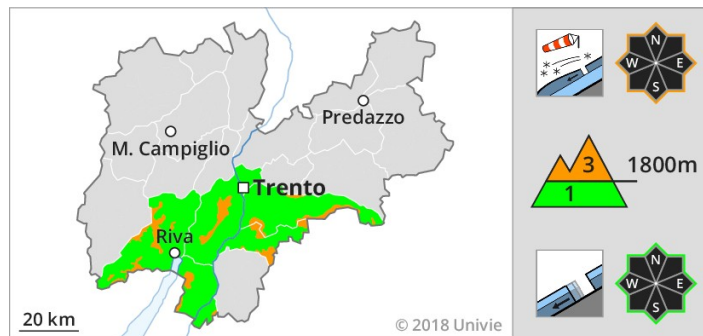 M. Campiglio
Predazzo
Trento
Riva
20 km
© 2018 Univie
N
W E
S
3 1800m
1
N
W E
S